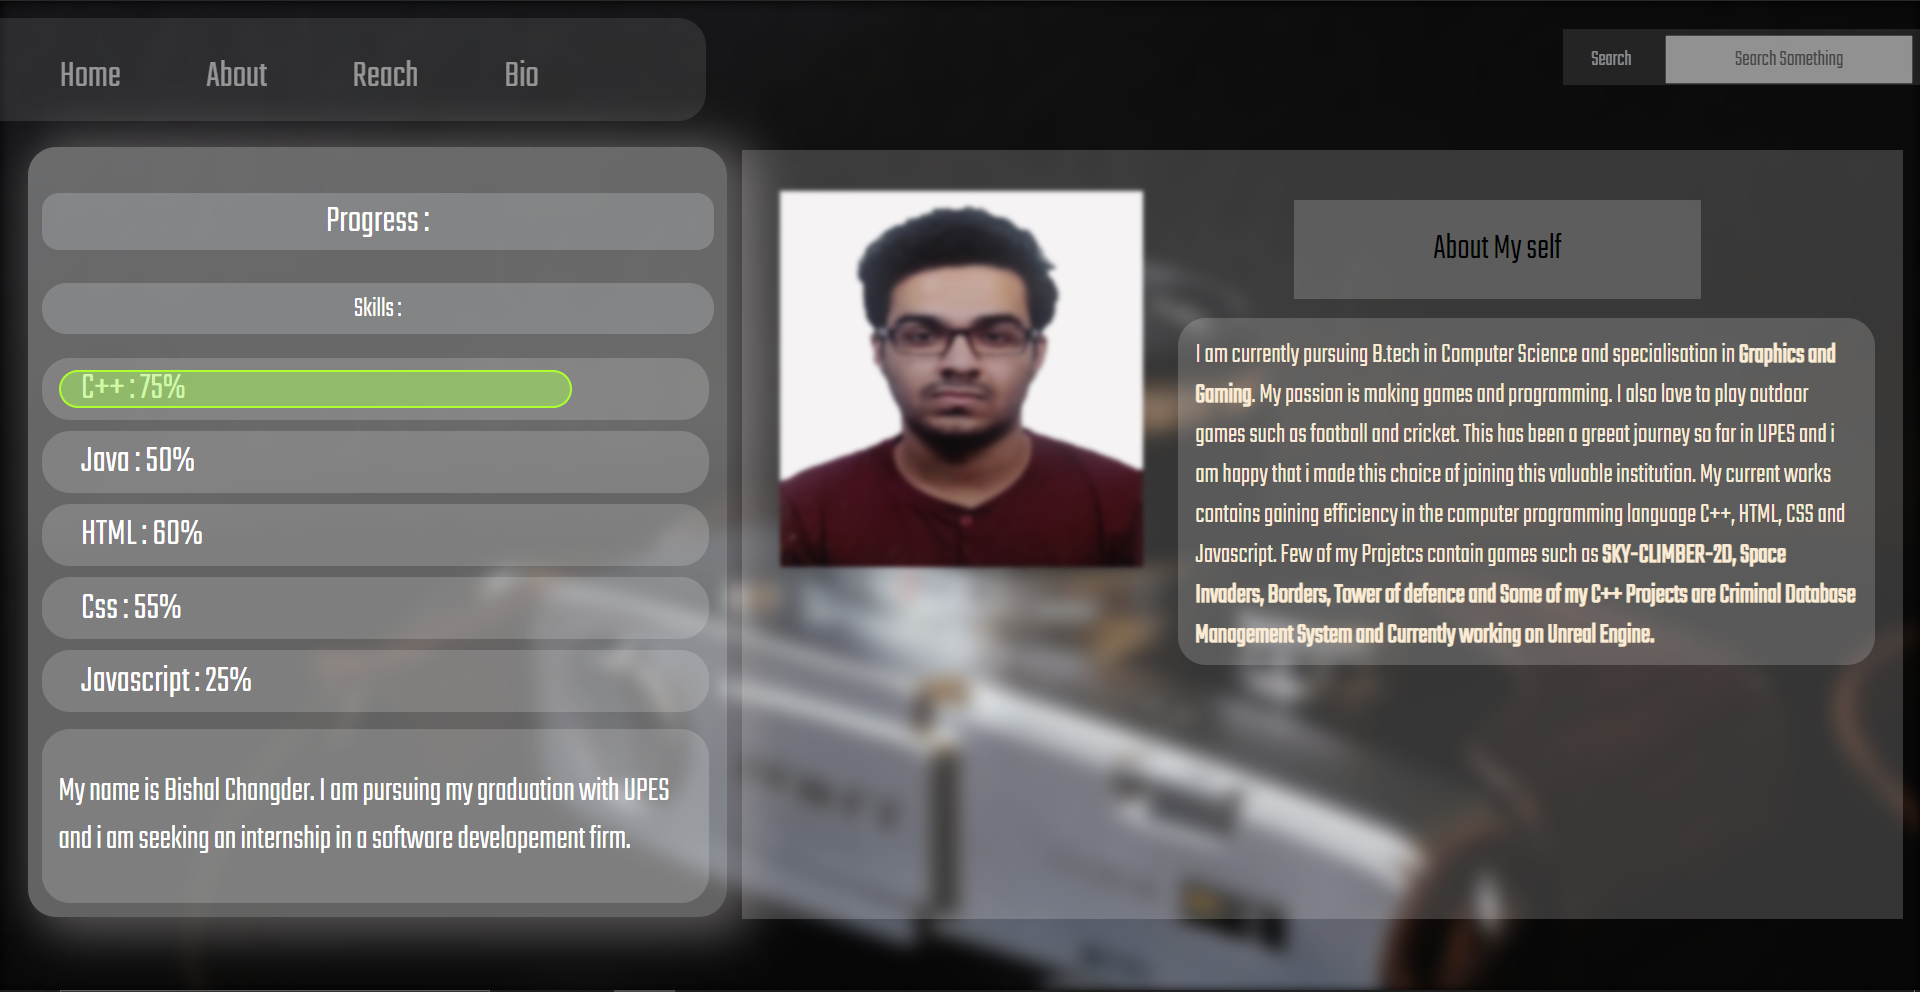 Home About Reach Bio
Search Search Something
Progress :
Skills :
C++ : 75%
Java : 50%
HTML : 60%
Css : 55%
Javascript : 25%
My name is Bishal Changder. I am pursuing my graduation with UPES
and i am seeking an internship in a software developement firm.
About My self
I am currently pursuing B.tech in Computer Science and specialisation in Graphics and
Gaming. My passion is making games and programming. I also love to play outdoor
games such as football and cricket. This has been a greeat journey so far in UPES and i
am happy that i made this choice of joining this valuable institution. My current works
contains gaining efficiency in the computer programming language C++, HTML, CSS and
Javascript. Few of my Projetcs contain games such as SKY-CLIMBER-2D, Space
Invaders, Borders, Tower of defence and Some of my C++ Projects are Criminal Database
Management System and Currently working on Unreal Engine.